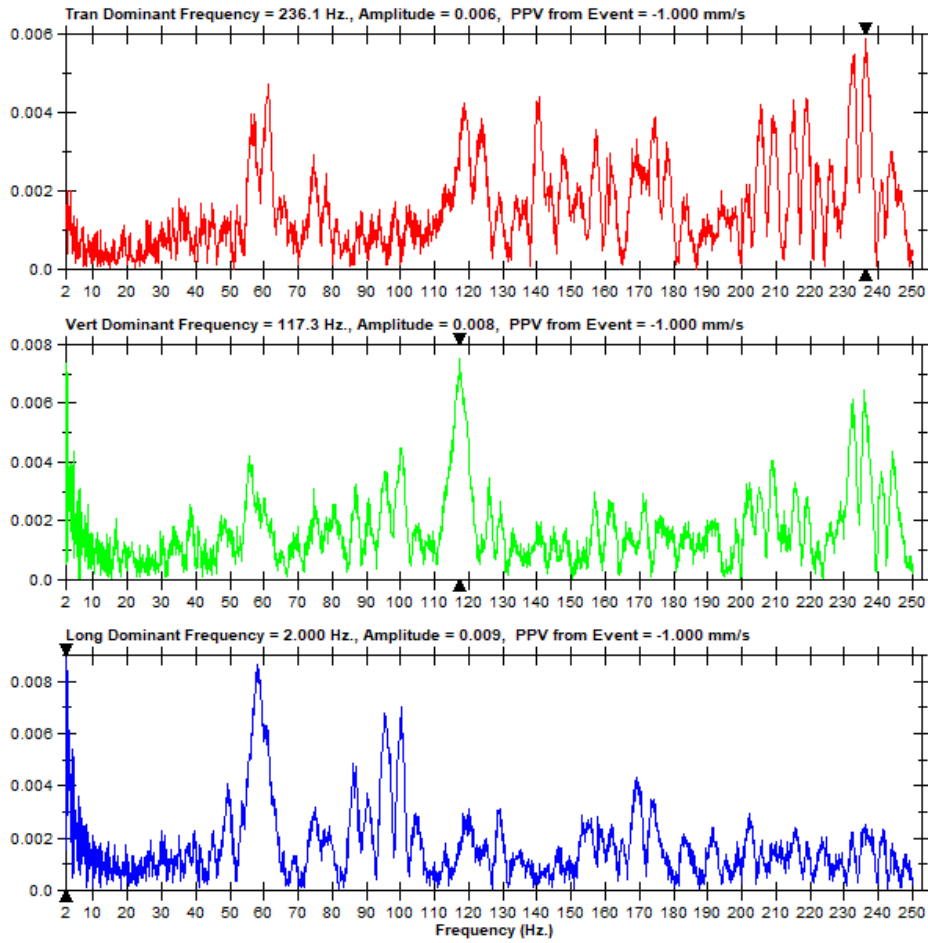 Tran Dominant Frequency = 236.1 Hz., Amplitude = 0.006, PPV from Event = -1.000 mm/s
0.006
0.004
0.002
0.0
2 10 20 30 40 50 60 70 80 90 100 110 120 130 140 150 160 170 180 190 200 210 220 230 240 250
Vert Dominant Frequency = 117.3 Hz., Amplitude = 0.008, PPV from Event = -1.000 mm/s
0.008
0.006
0.004
0.002
0.0
2 10 20 30 40 50 60 70 80 90 100 110 120 130 140 150 160 170 180 190 200 210 220 230 240 250
Long Dominant Frequency = 2.000 Hz., Amplitude = 0.009, PPV from Event = -1.000 mm/s
0.008
0.006
0.004
0.002
0.0
2 10 20 30 40 50 60 70 80 90 100 110 120 130 140 150 160 170 180 190 200 210 220 230 240 250
Frequency (Hz.)